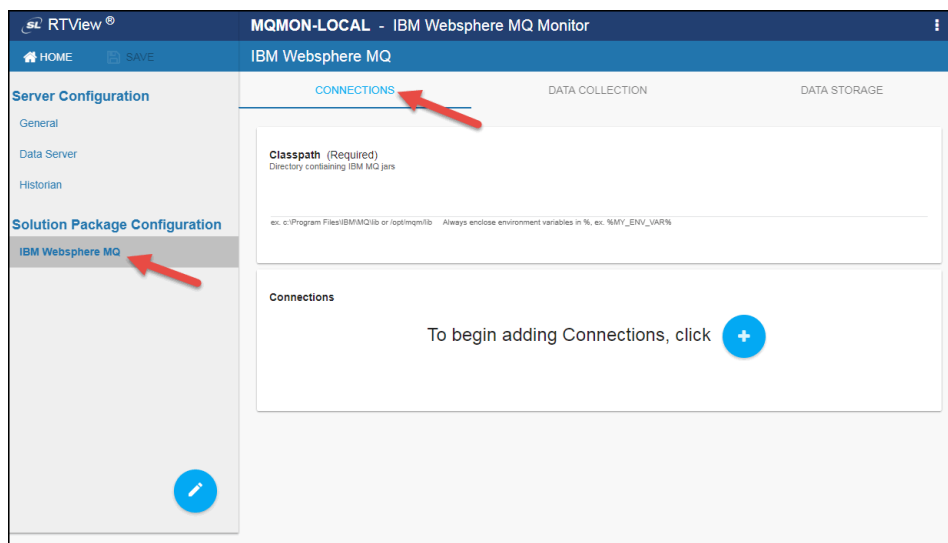 SL RTView ®
MQMON-LOCAL - IBM Websphere MQ Monitor
HOME
SAVE
IBM Websphere MQ
Server Configuration
General
Data Server
Historian
Solution Package Configuration
IBM Websphere MQ
CONNECTIONS
DATA COLLECTION
DATA STORAGE
Classpath (Required)
Directory contiaining IBM MQ jars
ex. c:\Program Files\IBM\MQ\lib or /opt/mqm/lib Always enclose environment variables in %, ex. %MY_ENV_VAR%
Connections
To begin adding Connections, click +